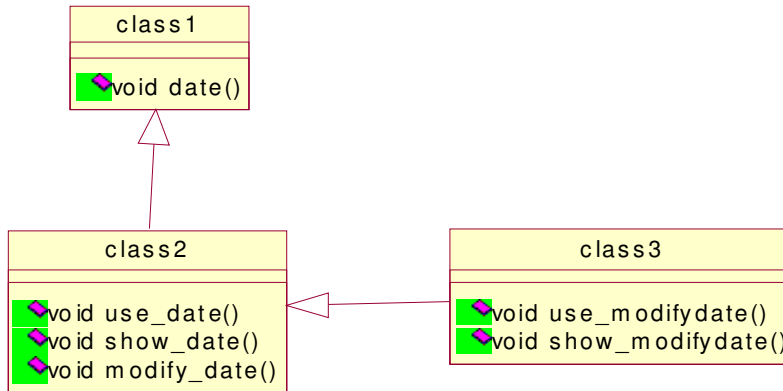 class1
void date()
class2
void use_date()
void show_date()
void modify_date()
class3
void use_modifydate()
void show_modifydate()